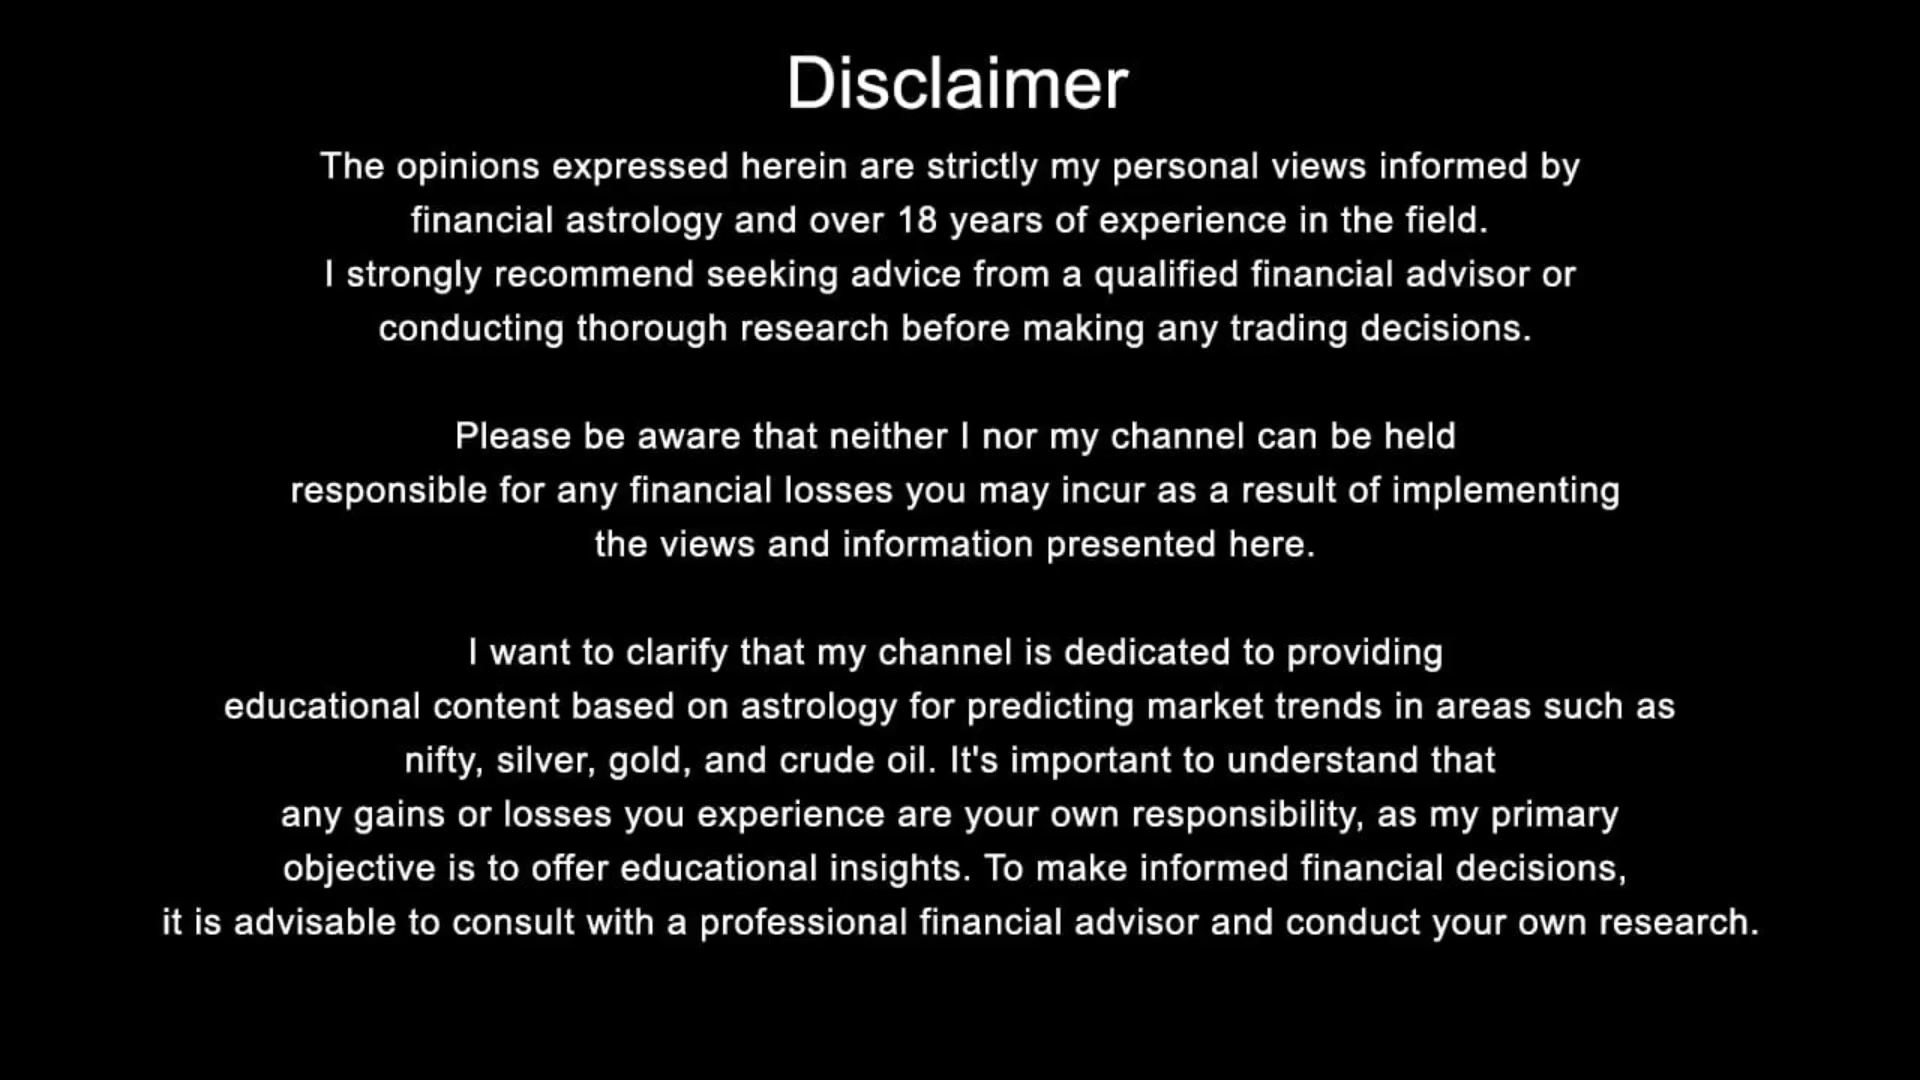 Disclaimer
The opinions expressed herein are strictly my personal views informed by
financial astrology and over 18 years of experience in the field.
I strongly recommend seeking advice from a qualified financial advisor or
conducting thorough research before making any trading decisions.
Please be aware that neither I nor my channel can be held
responsible for any financial losses you may incur as a result of implementing
the views and information presented here.
I want to clarify that my channel is dedicated to providing
educational content based on astrology for predicting market trends in areas such as
nifty, silver, gold, and crude oil. It's important to understand that
any gains or losses you experience are your own responsibility, as my primary
objective is to offer educational insights. To make informed financial decisions,
it is advisable to consult with a professional financial advisor and conduct your own research.